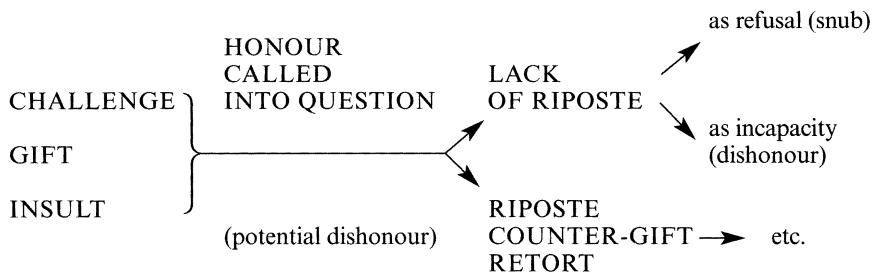 CHALLENGE
GIFT
INSULT
HONOUR
CALLED
INTO QUESTION
(potential dishonour)
LACK
OF RIPOSTE
as refusal (snub)
as incapacity
(dishonour)
RIPOSTE
COUNTER-GIFT
RETORT
etc.